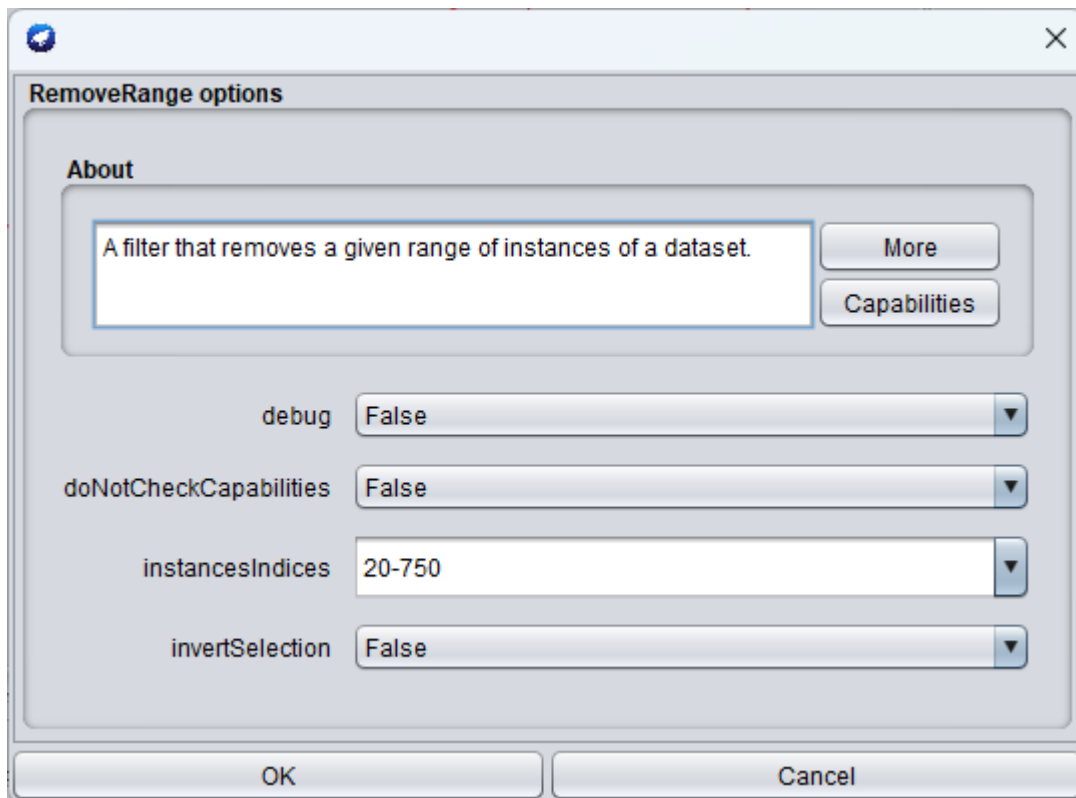 RemoveRange options
About
A filter that removes a given range of instances of a dataset.
More
Capabilities
debug False
doNotCheckCapabilities False
instancesIndices 20-750
invertSelection False
OK Cancel